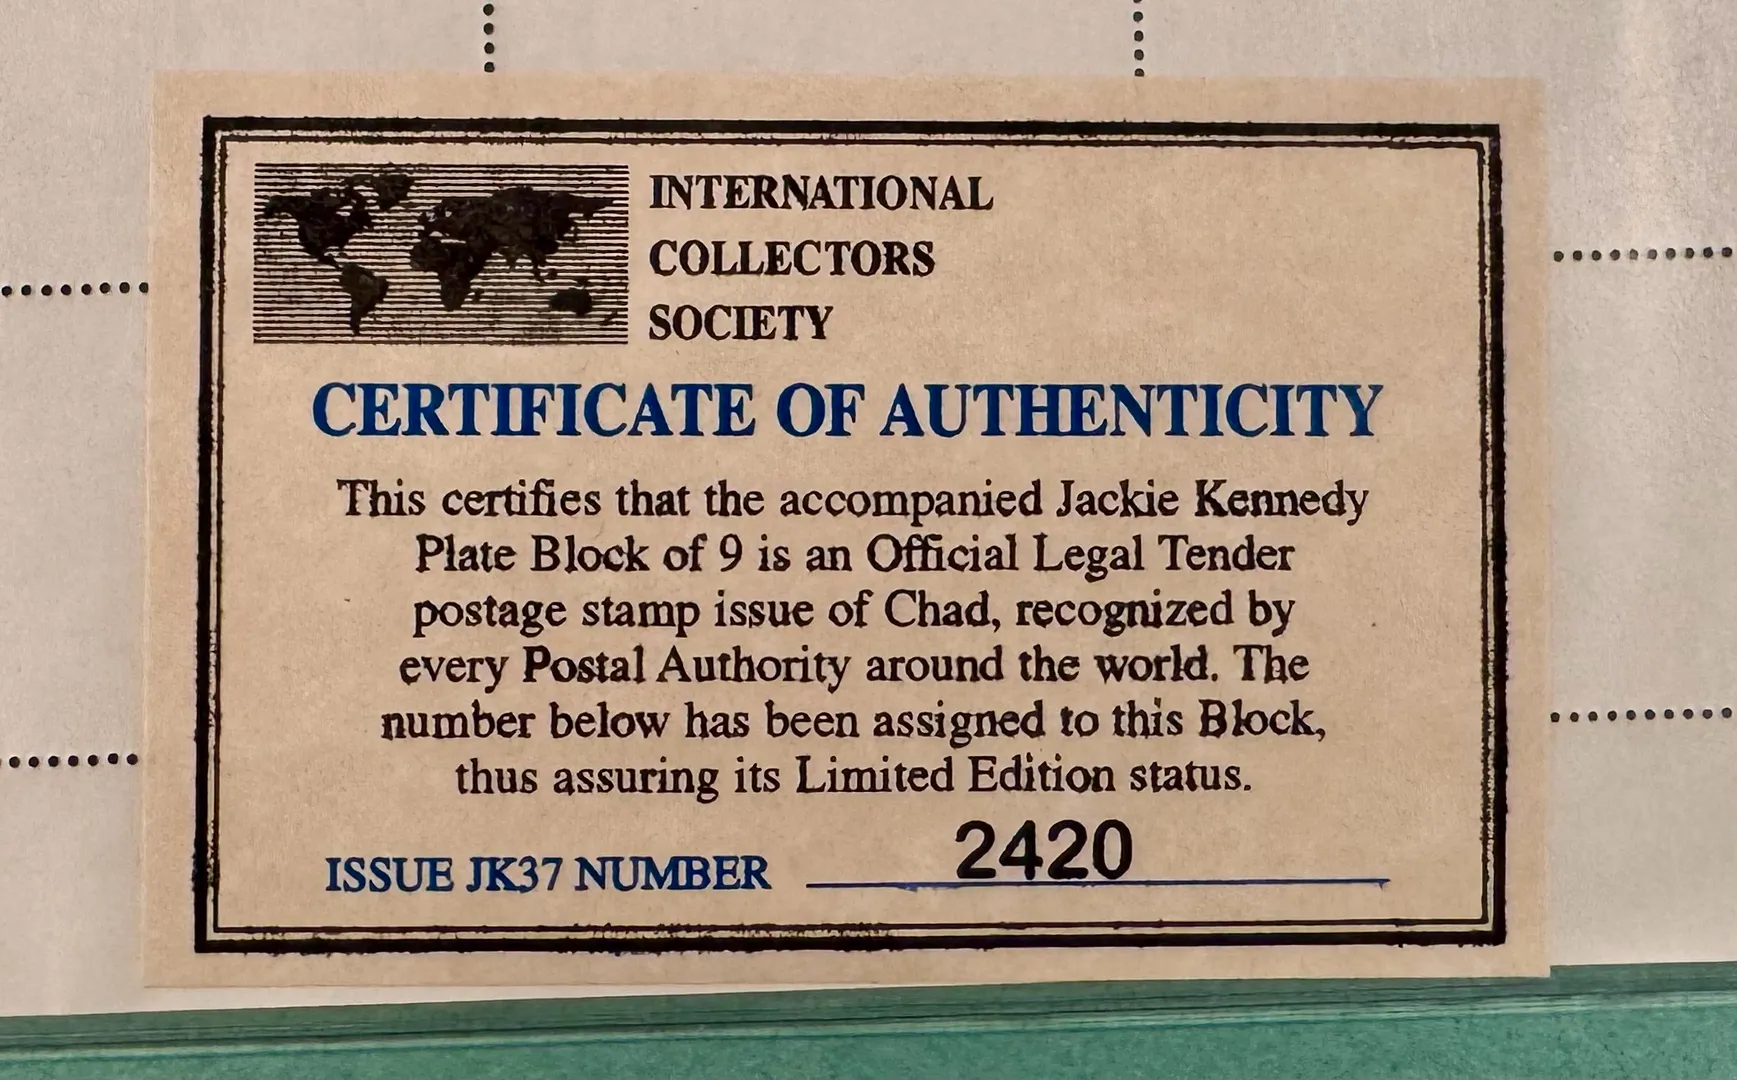 INTERNATIONAL
COLLECTORS
SOCIETY
CERTIFICATE OF AUTHENTICITY
This certifies that the accompanied Jackie Kennedy
Plate Block of 9 is an Official Legal Tender
postage stamp issue of Chad, recognized by
every Postal Authority around the world. The
number below has been assigned to this Block,
thus assuring its Limited Edition status.
ISSUE JK37 NUMBER 2420